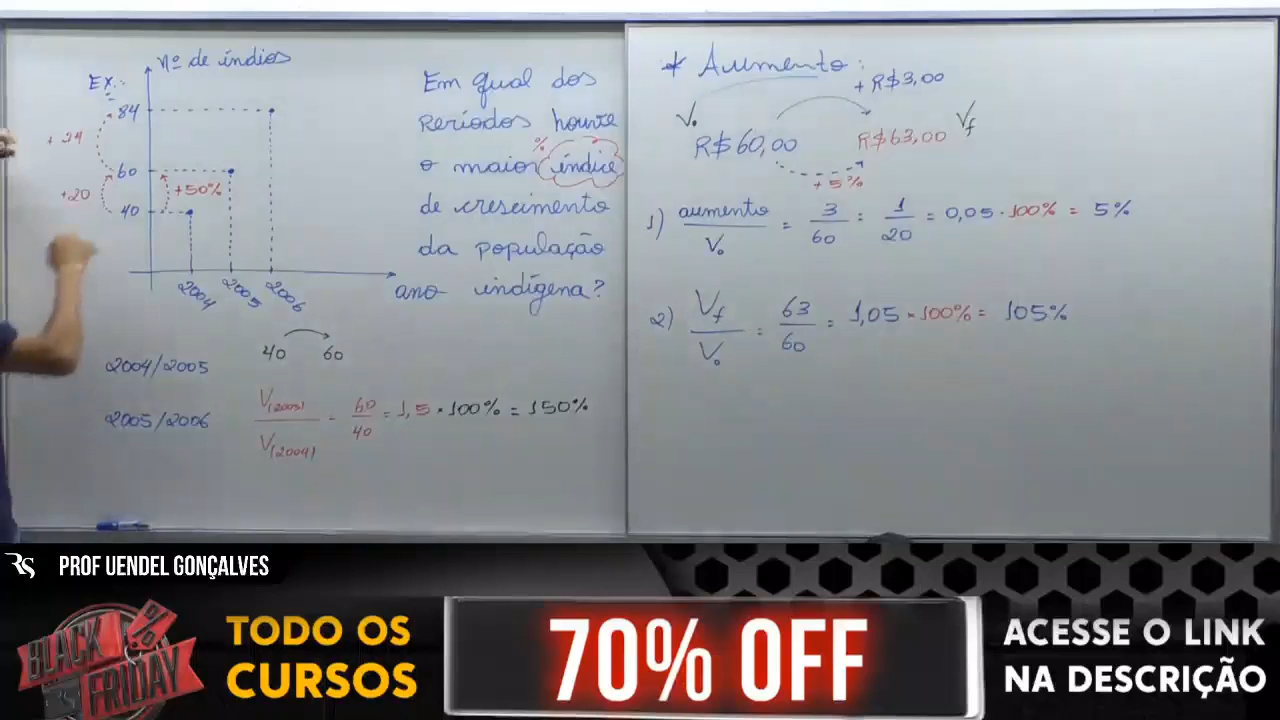 Nº de índios
EX.:
84
+24
60
+20
+50%
40
2004
2005
2006
ano
Em qual dos
períodos houve
%
o maior índice
de crescimento
da população
indígena?
40 60
2004/2005
2005/2006
V(2005)
V(2004)
= 60/40 = 1,5 · 100% = 150%
* Aumento:
+R$3,00
V₀
R$60,00
R$63,00 Vf
+5%
1) aumento/V₀ = 3/60 = 1/20 = 0,05 · 100% = 5%
2) Vf/V₀ = 63/60 = 1,05 · 100% = 105%
RS PROF UENDEL GONÇALVES
BLACK
FRIDAY
TODO OS
CURSOS
70% OFF
ACESSE O LINK
NA DESCRIÇÃO